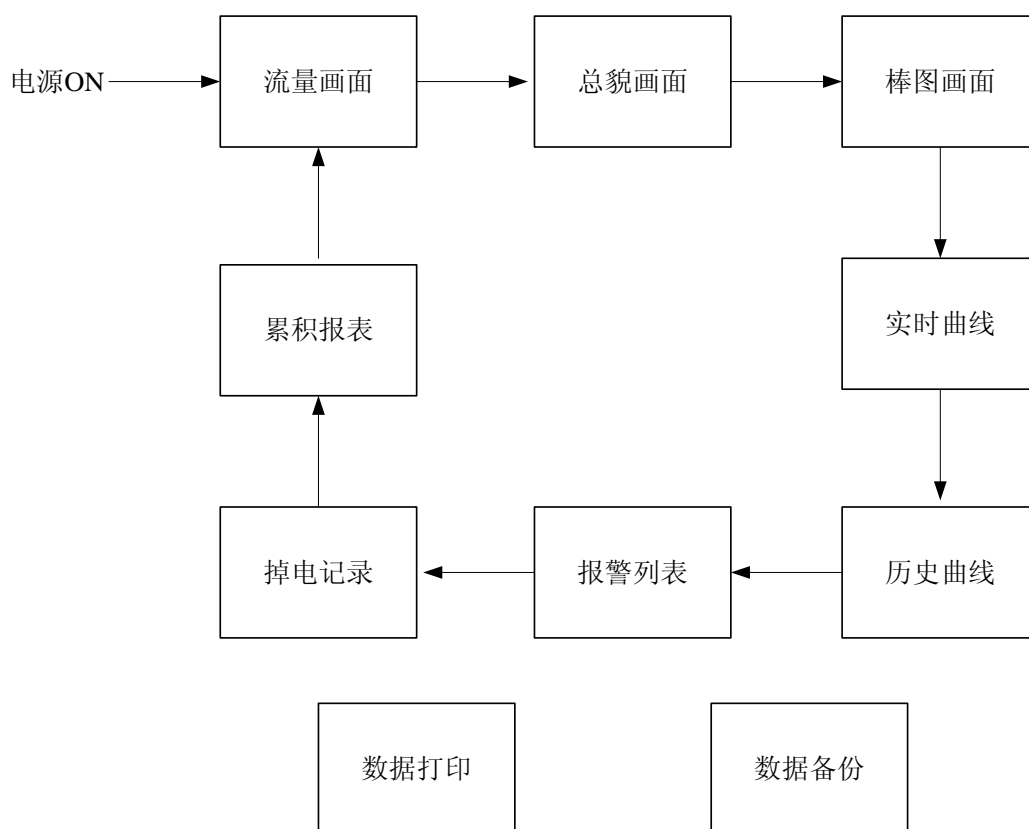 电源ON
流量画面
总貌画面
棒图画面
累积报表
实时曲线
掉电记录
报警列表
历史曲线
数据打印
数据备份